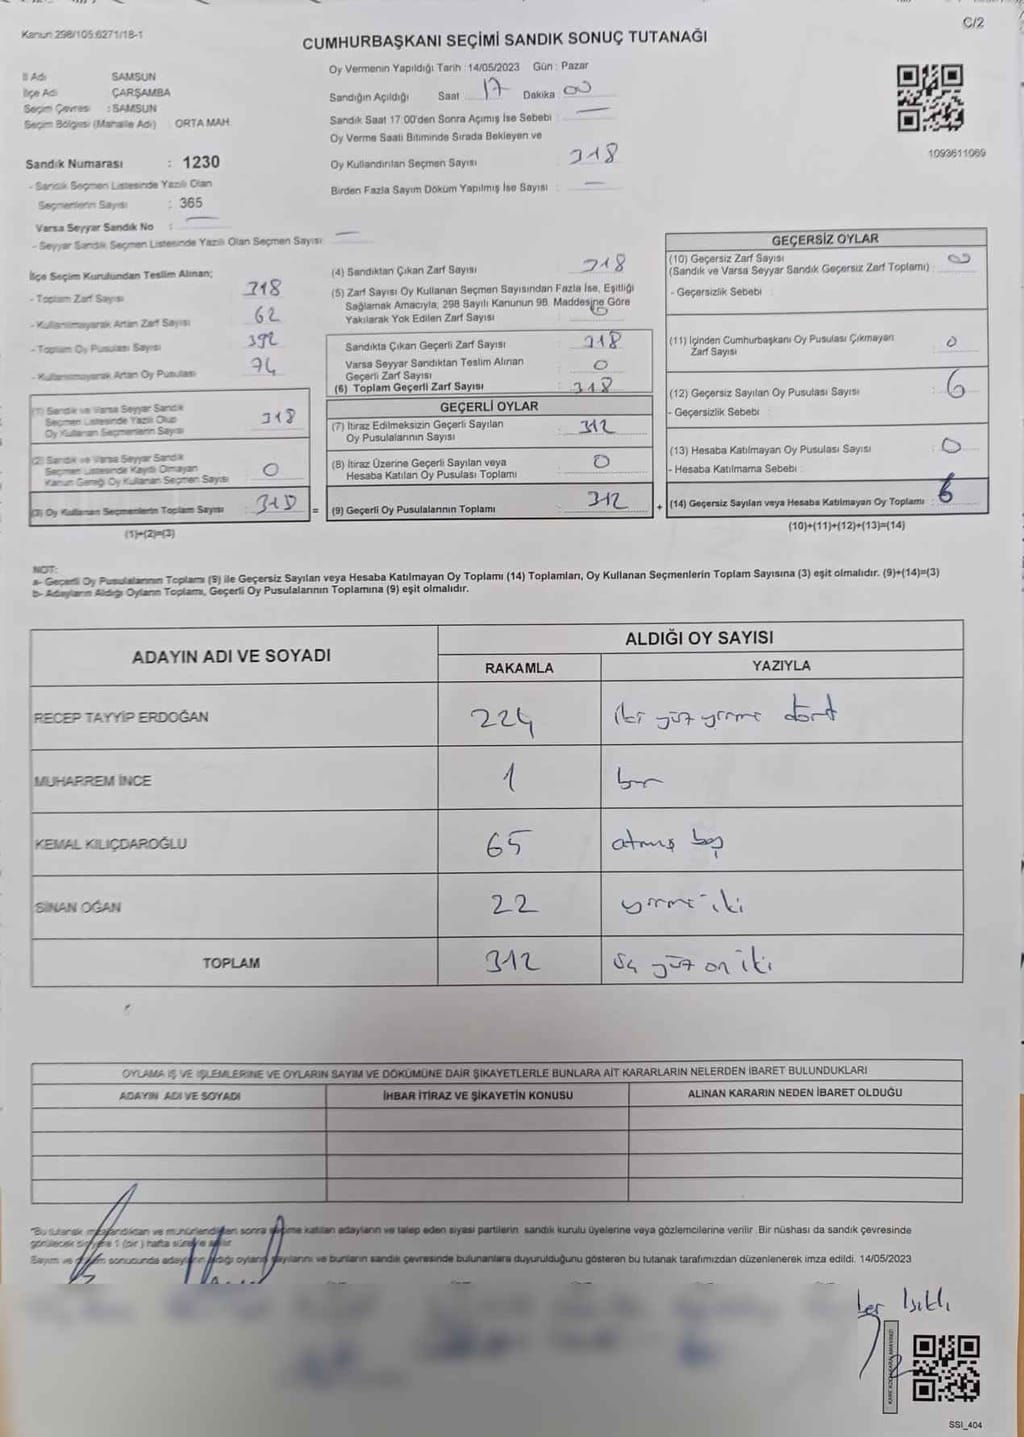 Kanun 298/105:6271/18-1
C/2
CUMHURBAŞKANI SEÇİMİ SANDIK SONUÇ TUTANAĞI
İl Adı SAMSUN
İlçe Adı ÇARŞAMBA
Seçim Çevresi : SAMSUN
Seçim Bölgesi (Mahalle Adı) : ORTA MAH.
Sandık Numarası : 1230
- Sandık Seçmen Listesinde Yazılı Olan
Seçmenlerin Sayısı : 365
Varsa Seyyar Sandık No : —
- Seyyar Sandık Seçmen Listesinde Yazılı Olan Seçmen Sayısı: —
Oy Vermenin Yapıldığı Tarih :14/05/2023 Gün : Pazar
Sandığın Açıldığı Saat 17 Dakika 00
Sandık Saat 17:00'den Sonra Açımış İse Sebebi : —
Oy Verme Saati Bitiminde Sırada Bekleyen ve
Oy Kullandırılan Seçmen Sayısı : 318
Birden Fazla Sayım Döküm Yapılmış İse Sayısı : —
1093611069
İlçe Seçim Kurulundan Teslim Alınan;
- Toplam Zarf Sayısı 318
- Kullanılmayarak Artan Zarf Sayısı 62
- Toplam Oy Pusulası Sayısı 392
- Kullanılmayarak Artan Oy Pusulası 74
(1) Sandık ve Varsa Seyyar Sandık
Seçmen Listesinde Yazılı Olup
Oy Kullanan Seçmenlerin Sayısı 318
(2) Sandık ve Varsa Seyyar Sandık
Seçmen Listesinde Kaydı Olmayan
Kanun Gereği Oy Kullanan Seçmen Sayısı 0
(3) Oy Kullanan Seçmenlerin Toplam Sayısı 318
(1)+(2)=(3)
(4) Sandıktan Çıkan Zarf Sayısı 318
(5) Zarf Sayısı Oy Kullanan Seçmen Sayısından Fazla İse, Eşitliği
Sağlamak Amacıyla, 298 Sayılı Kanunun 98. Maddesine Göre
Yakılarak Yok Edilen Zarf Sayısı
Sandıkta Çıkan Geçerli Zarf Sayısı : 318
Varsa Seyyar Sandıktan Teslim Alınan
Geçerli Zarf Sayısı : 0
(6) Toplam Geçerli Zarf Sayısı : 318
GEÇERLİ OYLAR
(7) İtiraz Edilmeksizin Geçerli Sayılan
Oy Pusulalarının Sayısı : 312
(8) İtiraz Üzerine Geçerli Sayılan veya
Hesaba Katılan Oy Pusulası Toplamı : 0
= (9) Geçerli Oy Pusulalarının Toplamı : 312 +
GEÇERSİZ OYLAR
(10) Geçersiz Zarf Sayısı
(Sandık ve Varsa Seyyar Sandık Geçersiz Zarf Toplamı) :
- Geçersizlik Sebebi :
(11) İçinden Cumhurbaşkanı Oy Pusulası Çıkmayan
Zarf Sayısı : 0
(12) Geçersiz Sayılan Oy Pusulası Sayısı : 6
- Geçersizlik Sebebi :
(13) Hesaba Katılmayan Oy Pusulası Sayısı : 0
- Hesaba Katılmama Sebebi :
(14) Geçersiz Sayılan veya Hesaba Katılmayan Oy Toplamı : 6
(10)+(11)+(12)+(13)=(14)
NOT:
a- Geçerli Oy Pusulalarının Toplamı (9) ile Geçersiz Sayılan veya Hesaba Katılmayan Oy Toplamı (14) Toplamları, Oy Kullanan Seçmenlerin Toplam Sayısına (3) eşit olmalıdır. (9)+(14)=(3)
b- Adayların Aldığı Oyların Toplamı, Geçerli Oy Pusulalarının Toplamına (9) eşit olmalıdır.
ADAYIN ADI VE SOYADI
ALDIĞI OY SAYISI
RAKAMLA YAZIYLA
RECEP TAYYİP ERDOĞAN 224 iki yüz yirmi dört
MUHARREM İNCE 1 bir
KEMAL KILIÇDAROĞLU 65 atmış beş
SİNAN OĞAN 22 yirmi iki
TOPLAM 312 üç yüz on iki
OYLAMA İŞ VE İŞLEMLERİNE VE OYLARIN SAYIM VE DÖKÜMÜNE DAİR ŞİKAYETLERLE BUNLARA AİT KARARLARIN NELERDEN İBARET BULUNDUKLARI
ADAYIN ADI VE SOYADI İHBAR İTİRAZ VE ŞİKAYETİN KONUSU ALINAN KARARIN NEDEN İBARET OLDUĞU
"Bu tutanak sonra seçime katılan adayların ve talep eden siyasi partilerin sandık kurulu üyelerine veya gözlemcilerine verilir. Bir nüshası da sandık çevresinde
görülecek bir yere 1 (bir) hafta süreyle asılır.
Sayım ve döküm sonucunda adayların aldığı oyların sayılarını ve bunların sandık çevresinde bulunanlara duyurulduğunu gösteren bu tutanak tarafımızdan düzenlenerek imza edildi. 14/05/2023
SSI_404